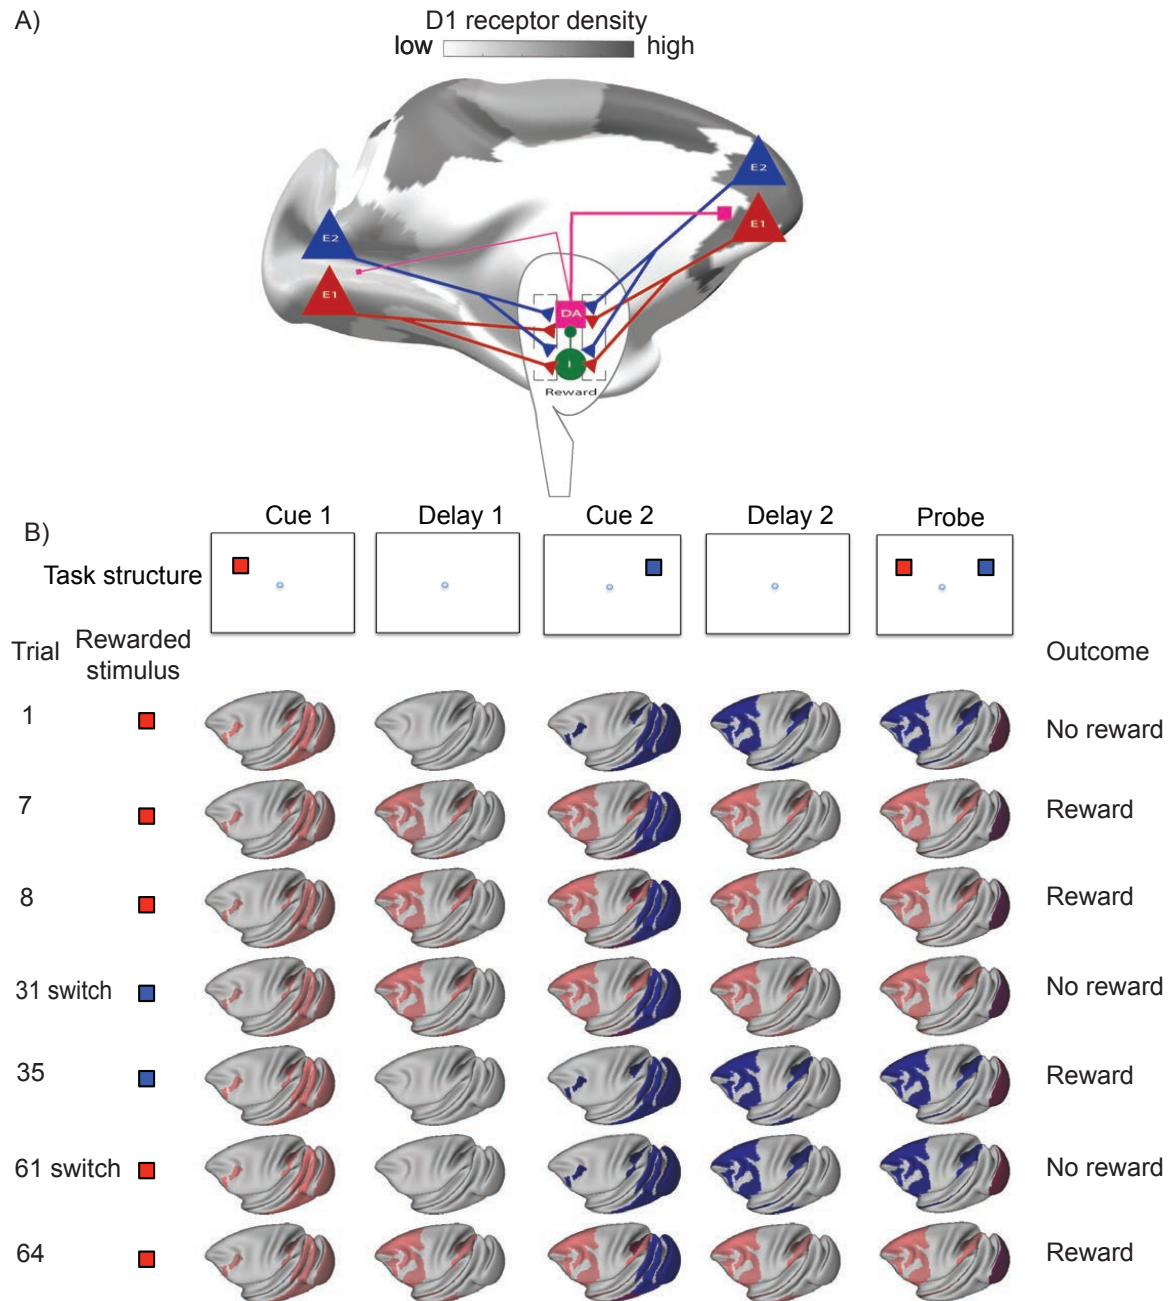 A)
D1 receptor density
low high
E2
E1
E2
E1
DA
I
Reward
B)
Cue 1 Delay 1 Cue 2 Delay 2 Probe
Task structure
Trial Rewarded stimulus Outcome
1 No reward
7 Reward
8 Reward
31 switch No reward
35 Reward
61 switch No reward
64 Reward